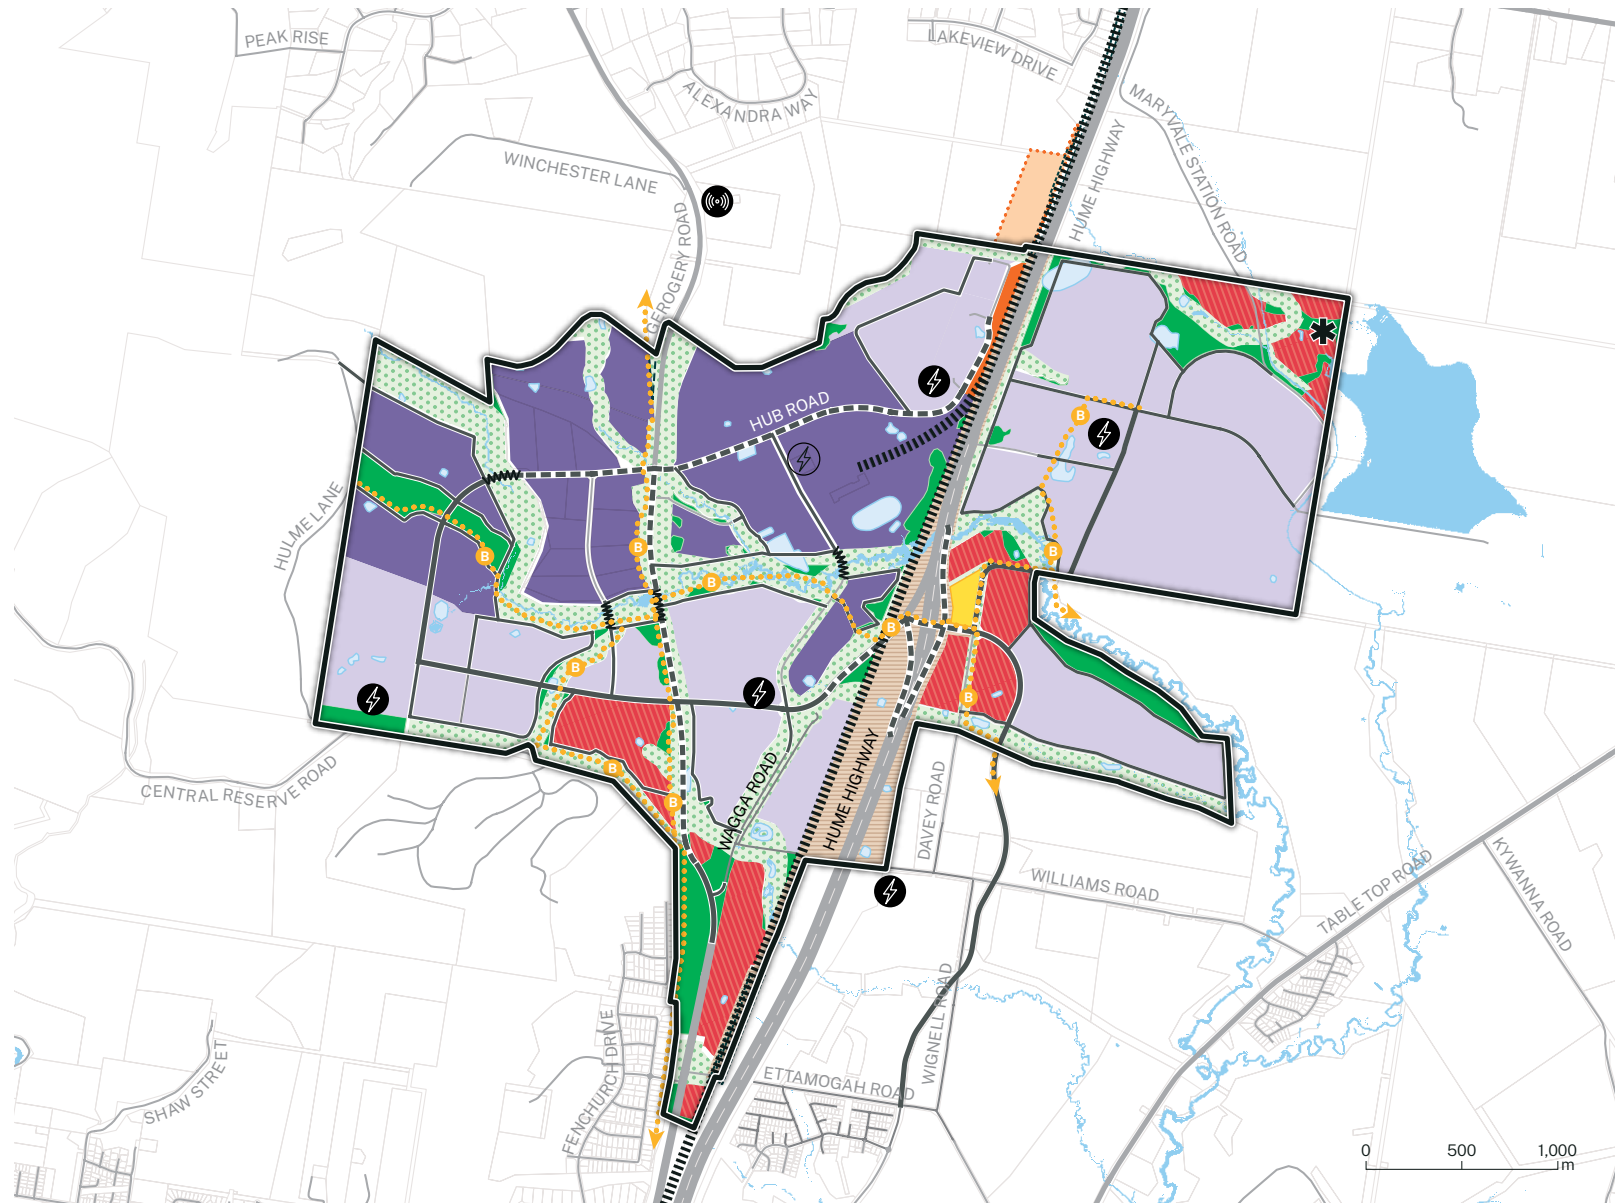 PEAK RISE
LAKEVIEW DRIVE
ALEXANDRA WAY
MARYVALE STATION ROAD
WINCHESTER LANE
HUME HIGHWAY
GEROGERY ROAD
HUB ROAD
B
B
HULME LANE
B
B
B
B
B
B
B
B
B
WAGGA ROAD
HUME HIGHWAY
CENTRAL RESERVE ROAD
DAVEY ROAD
WILLIAMS ROAD
TABLE TOP ROAD
KYWANNA ROAD
WIGNELL ROAD
FENCHURCH DRIVE
SHAW STREET
ETTAMOGAH ROAD
0 500 1,000
m